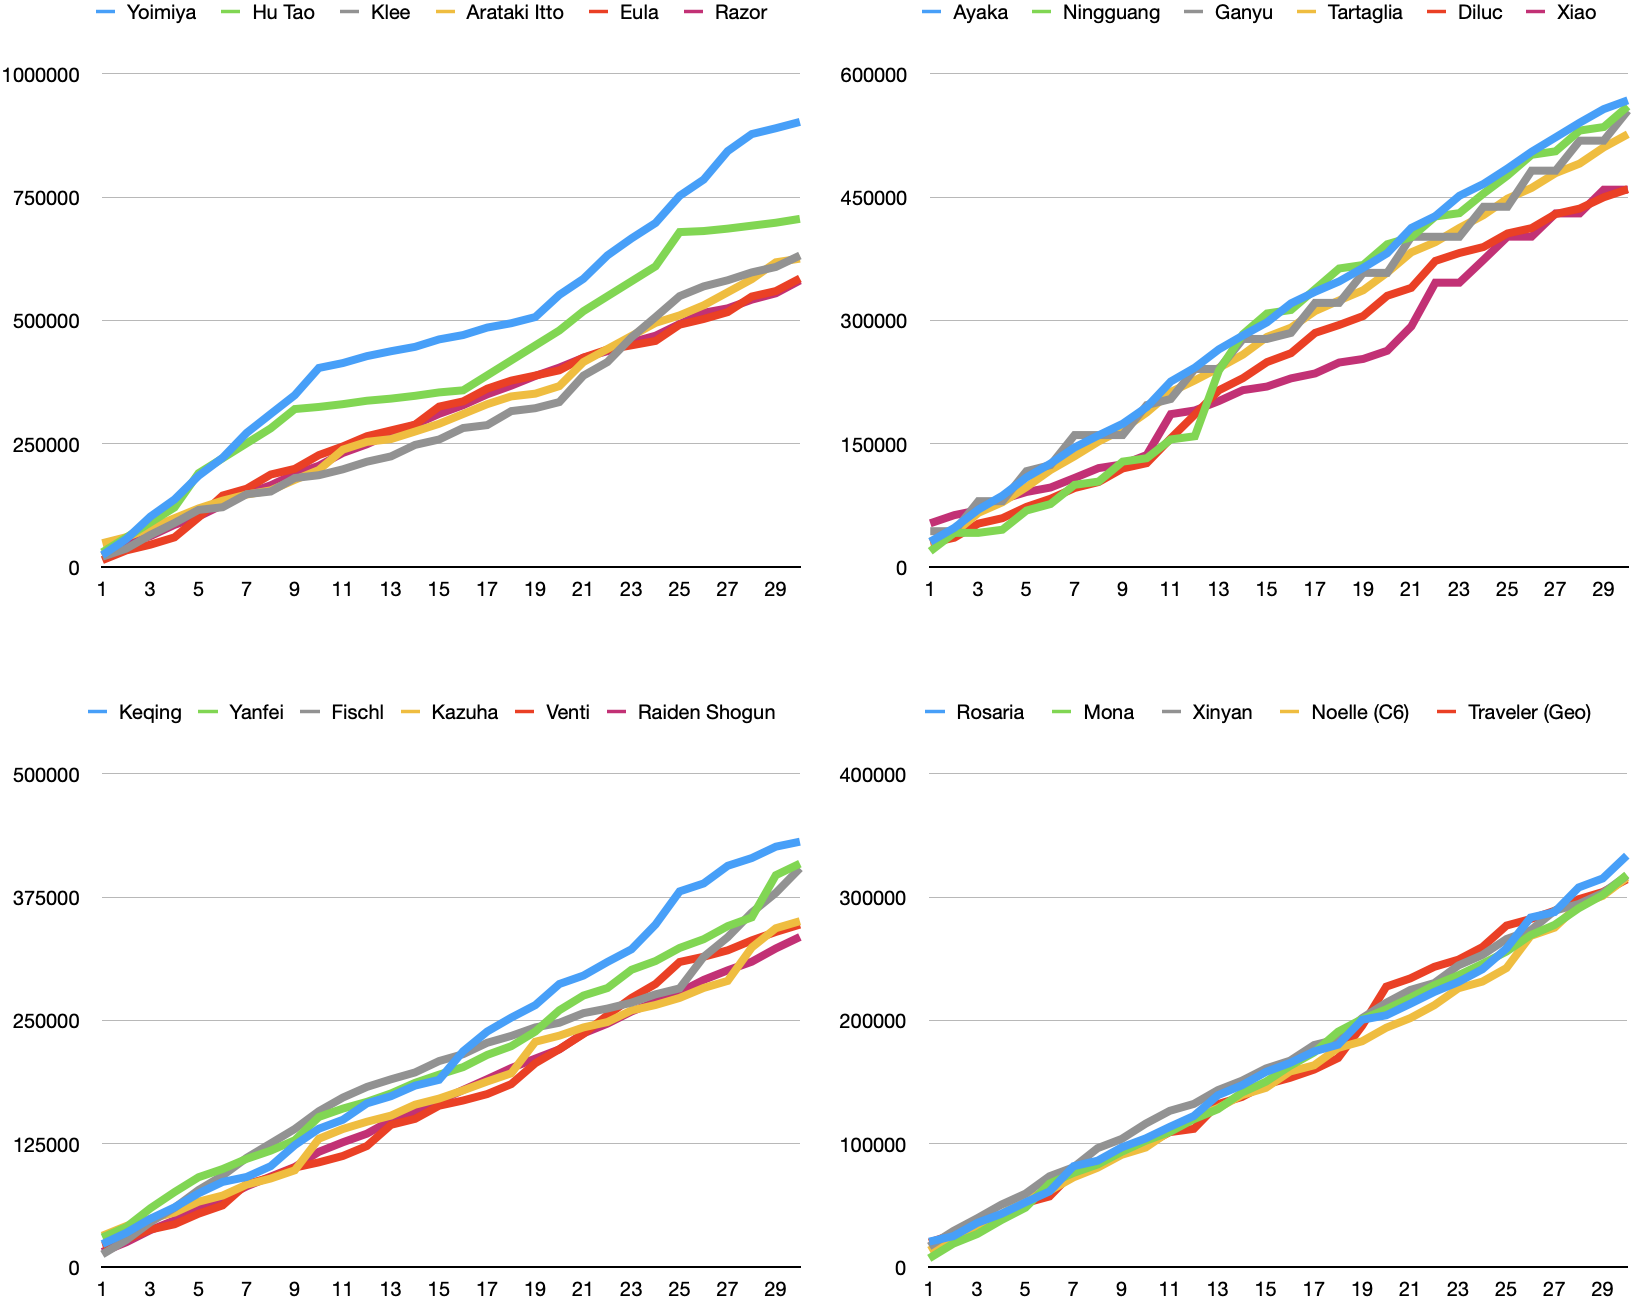 Yoimiya Hu Tao Klee Arataki Itto Eula Razor
1000000
750000
500000
250000
0
1 3 5 7 9 11 13 15 17 19 21 23 25 27 29
Ayaka Ningguang Ganyu Tartaglia Diluc Xiao
600000
450000
300000
150000
0
1 3 5 7 9 11 13 15 17 19 21 23 25 27 29
Keqing Yanfei Fischl Kazuha Venti Raiden Shogun
500000
375000
250000
125000
0
1 3 5 7 9 11 13 15 17 19 21 23 25 27 29
Rosaria Mona Xinyan Noelle (C6) Traveler (Geo)
400000
300000
200000
100000
0
1 3 5 7 9 11 13 15 17 19 21 23 25 27 29